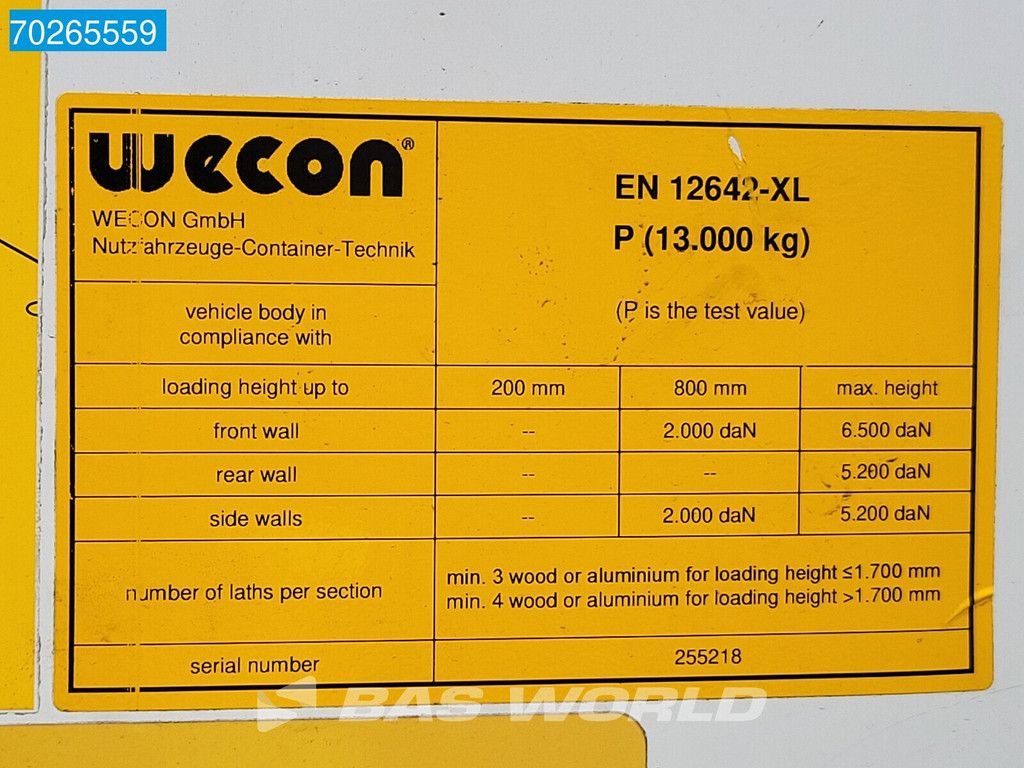 70265559
wecon®
WECON GmbH
Nutzfahrzeuge-Container-Technik
EN 12642-XL
P (13.000 kg)
(P is the test value)
vehicle body in
compliance with
loading height up to 200 mm 800 mm max. height
front wall -- 2.000 daN 6.500 daN
rear wall -- -- 5.200 daN
side walls -- 2.000 daN 5.200 daN
number of laths per section
min. 3 wood or aluminium for loading height ≤1.700 mm
min. 4 wood or aluminium for loading height >1.700 mm
serial number 255218
BAS WORLD